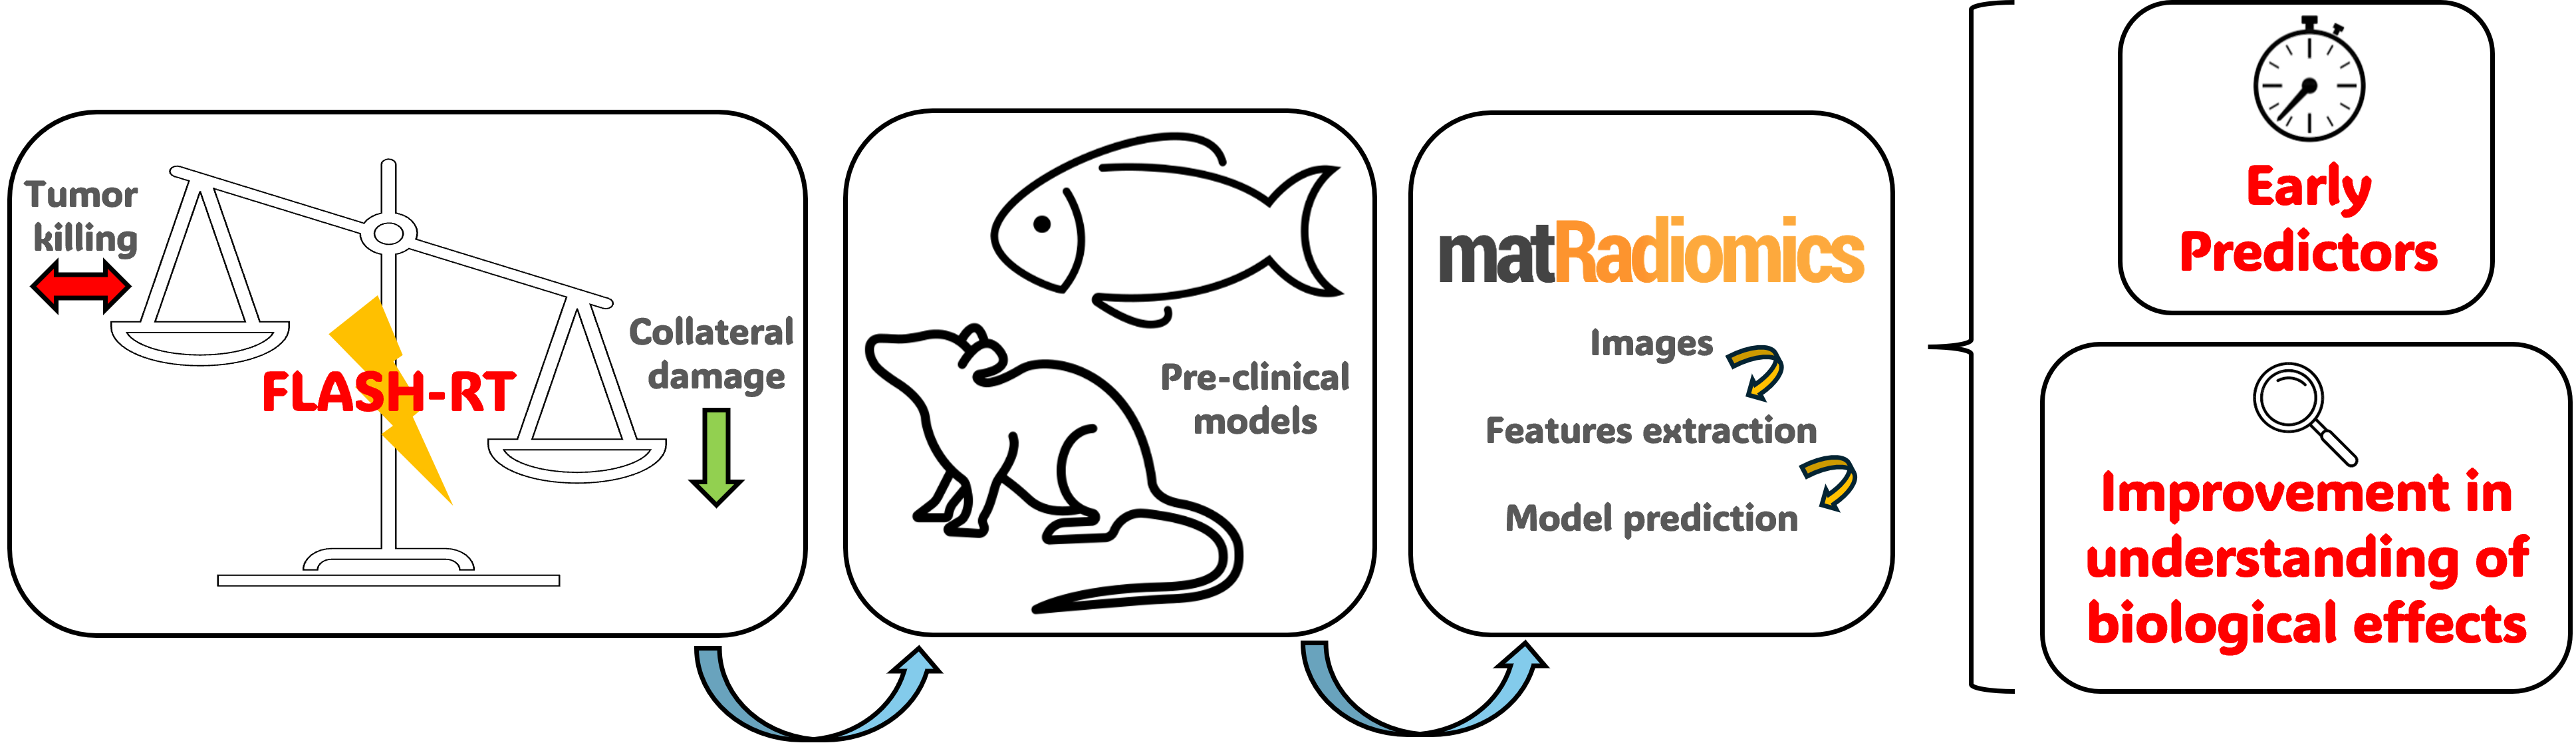 Tumor
killing
FLASH-RT
Collateral
damage
Pre-clinical
models
matRadiomics
Images
Features extraction
Model prediction
Early
Predictors
Improvement in
understanding of
biological effects